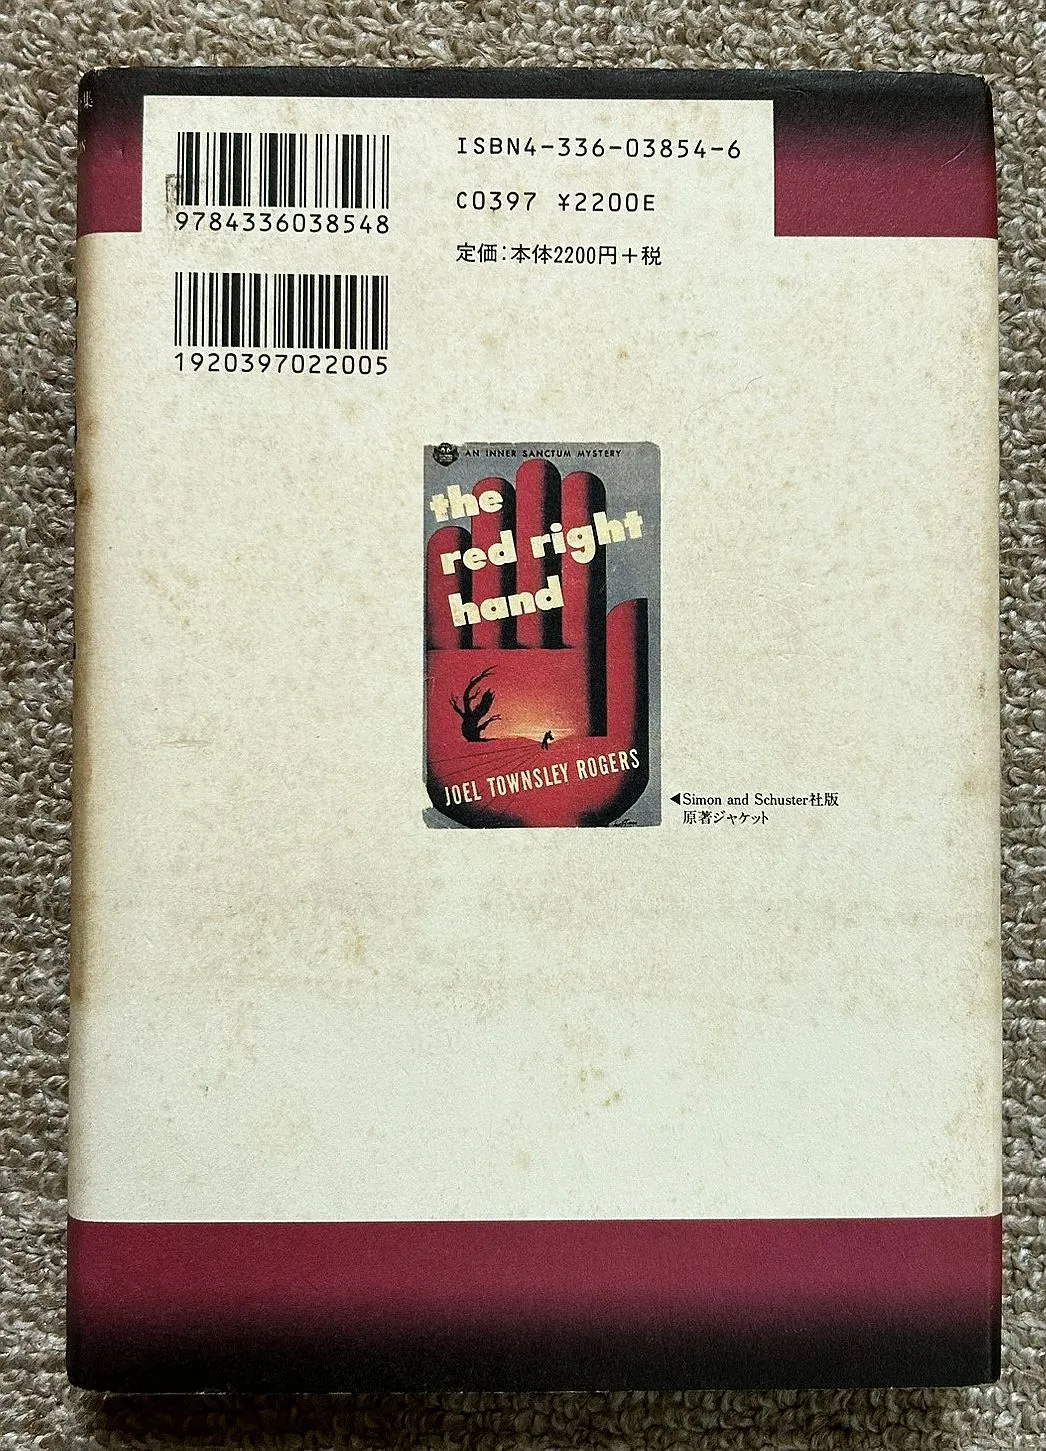 集
9784336038548
ISBN4-336-03854-6
C0397 ¥2200E
定価:本体2200円+税
1920397022005
AN INNER SANCTUM MYSTERY
the
red right
hand
JOEL TOWNSLEY ROGERS
◀Simon and Schuster社版
原著ジャケット